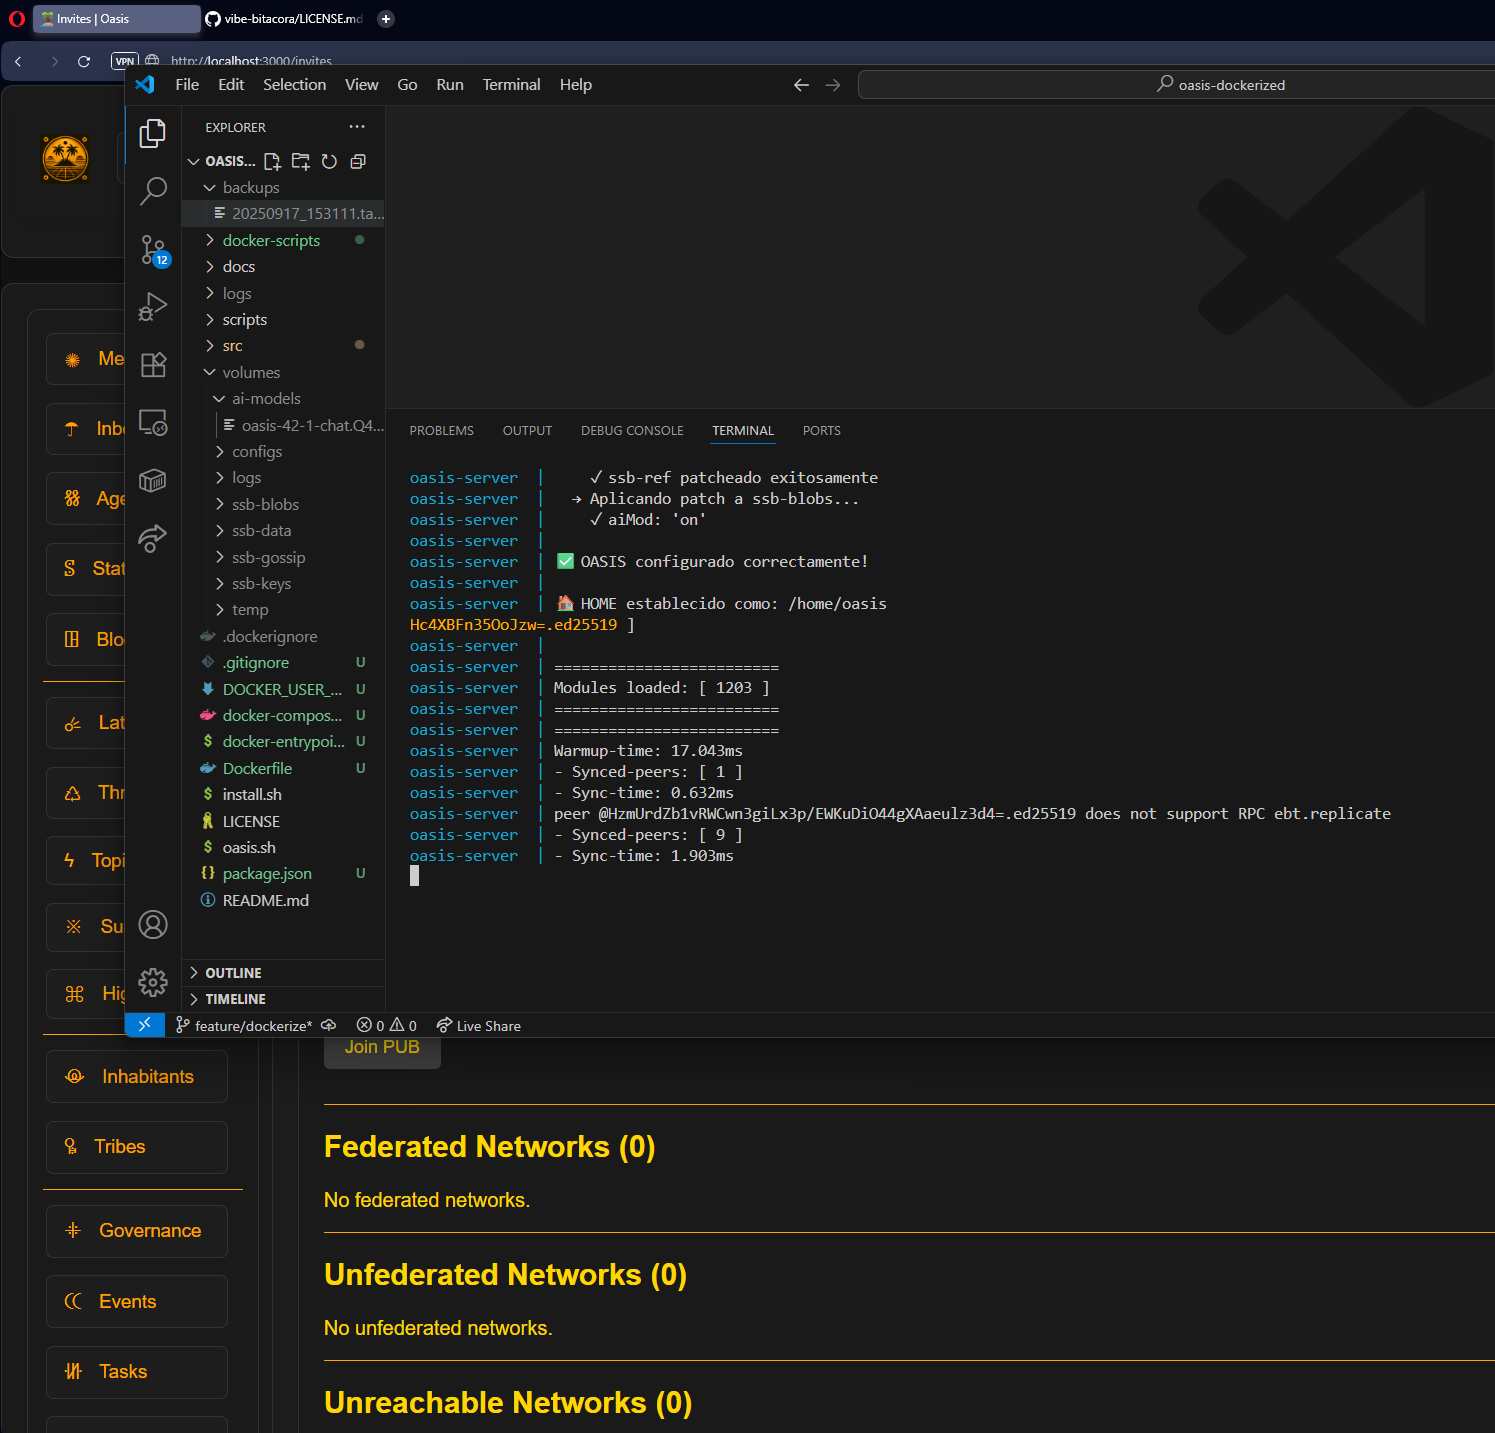 Invites | Oasis
vibe-bitacora/LICENSE.md
VPN
http://localhost:3000/invites
File Edit Selection View Go Run Terminal Help
oasis-dockerized
EXPLORER
OASIS...
backups
20250917_153111.ta...
docker-scripts
docs
logs
scripts
src
volumes
ai-models
oasis-42-1-chat.Q4...
configs
logs
ssb-blobs
ssb-data
ssb-gossip
ssb-keys
temp
.dockerignore
.gitignore U
DOCKER_USER_... U
docker-compos... U
docker-entrypoi... U
Dockerfile U
install.sh
LICENSE
oasis.sh
package.json U
README.md
OUTLINE
TIMELINE
12
PROBLEMS OUTPUT DEBUG CONSOLE TERMINAL PORTS
oasis-server | ✓ ssb-ref patcheado exitosamente
oasis-server | → Aplicando patch a ssb-blobs...
oasis-server | ✓ aiMod: 'on'
oasis-server |
oasis-server | ✅ OASIS configurado correctamente!
oasis-server |
oasis-server | 🏠 HOME establecido como: /home/oasis
Hc4XBFn35OoJzw=.ed25519 ]
oasis-server |
oasis-server | =========================
oasis-server | Modules loaded: [ 1203 ]
oasis-server | =========================
oasis-server | =========================
oasis-server | Warmup-time: 17.043ms
oasis-server | - Synced-peers: [ 1 ]
oasis-server | - Sync-time: 0.632ms
oasis-server | peer @HzmUrdZb1vRWCwn3giLx3p/EWKuDiO44gXAaeulz3d4=.ed25519 does not support RPC ebt.replicate
oasis-server | - Synced-peers: [ 9 ]
oasis-server | - Sync-time: 1.903ms
feature/dockerize* 0 0 Live Share
Me
Inb
Age
Stat
Blo
Lat
Thr
Topi
Su
Hig
Inhabitants
Tribes
Governance
Events
Tasks
Join PUB
Federated Networks (0)
No federated networks.
Unfederated Networks (0)
No unfederated networks.
Unreachable Networks (0)